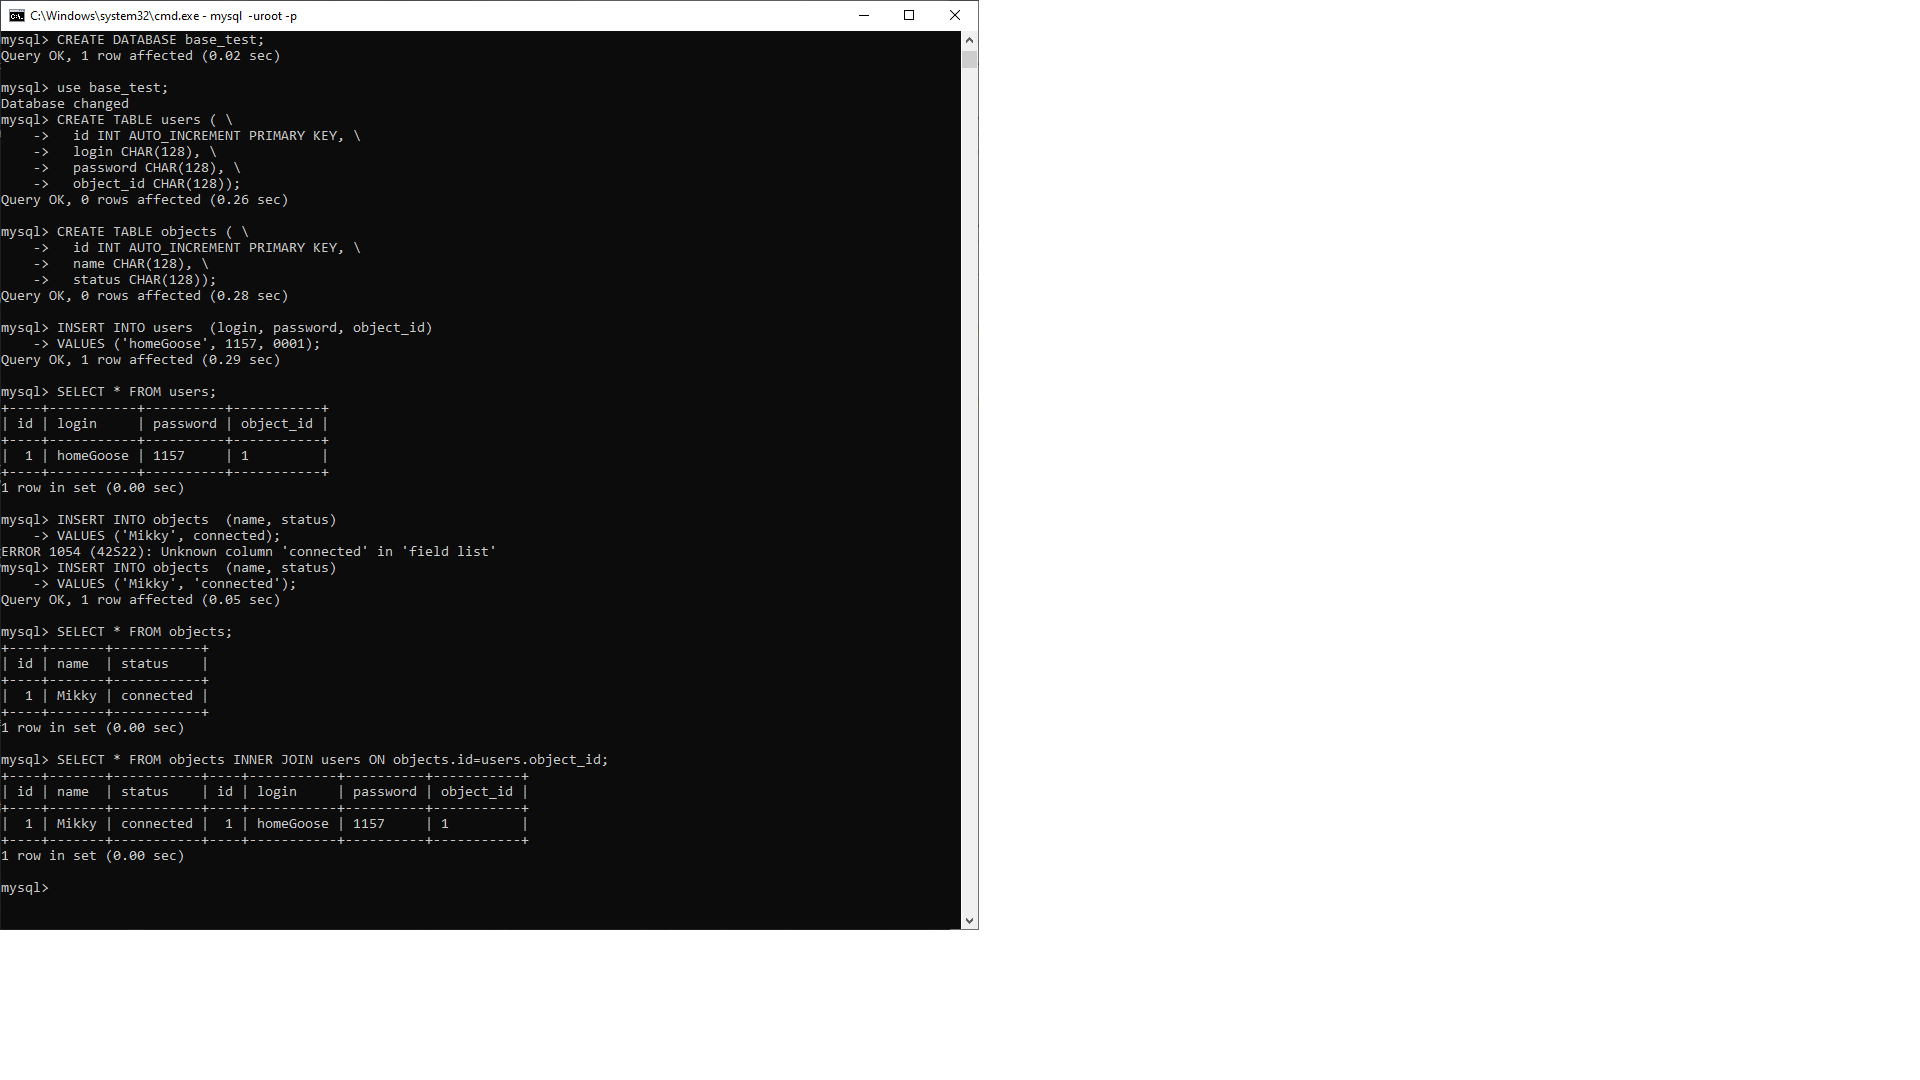 C:\Windows\system32\cmd.exe - mysql  -uroot -p
mysql> CREATE DATABASE base_test;
Query OK, 1 row affected (0.02 sec)
mysql> use base_test;
Database changed
mysql> CREATE TABLE users ( \
    ->   id INT AUTO_INCREMENT PRIMARY KEY, \
    ->   login CHAR(128), \
    ->   password CHAR(128), \
    ->   object_id CHAR(128));
Query OK, 0 rows affected (0.26 sec)
mysql> CREATE TABLE objects ( \
    ->   id INT AUTO_INCREMENT PRIMARY KEY, \
    ->   name CHAR(128), \
    ->   status CHAR(128));
Query OK, 0 rows affected (0.28 sec)
mysql> INSERT INTO users  (login, password, object_id)
    -> VALUES ('homeGoose', 1157, 0001);
Query OK, 1 row affected (0.29 sec)
mysql> SELECT * FROM users;
+----+-----------+----------+-----------+
| id | login     | password | object_id |
+----+-----------+----------+-----------+
|  1 | homeGoose | 1157     | 1         |
+----+-----------+----------+-----------+
1 row in set (0.00 sec)
mysql> INSERT INTO objects  (name, status)
    -> VALUES ('Mikky', connected);
ERROR 1054 (42S22): Unknown column 'connected' in 'field list'
mysql> INSERT INTO objects  (name, status)
    -> VALUES ('Mikky', 'connected');
Query OK, 1 row affected (0.05 sec)
mysql> SELECT * FROM objects;
+----+-------+-----------+
| id | name  | status    |
+----+-------+-----------+
|  1 | Mikky | connected |
+----+-------+-----------+
1 row in set (0.00 sec)
mysql> SELECT * FROM objects INNER JOIN users ON objects.id=users.object_id;
+----+-------+-----------+----+-----------+----------+-----------+
| id | name  | status    | id | login     | password | object_id |
+----+-------+-----------+----+-----------+----------+-----------+
|  1 | Mikky | connected |  1 | homeGoose | 1157     | 1         |
+----+-------+-----------+----+-----------+----------+-----------+
1 row in set (0.00 sec)
mysql>